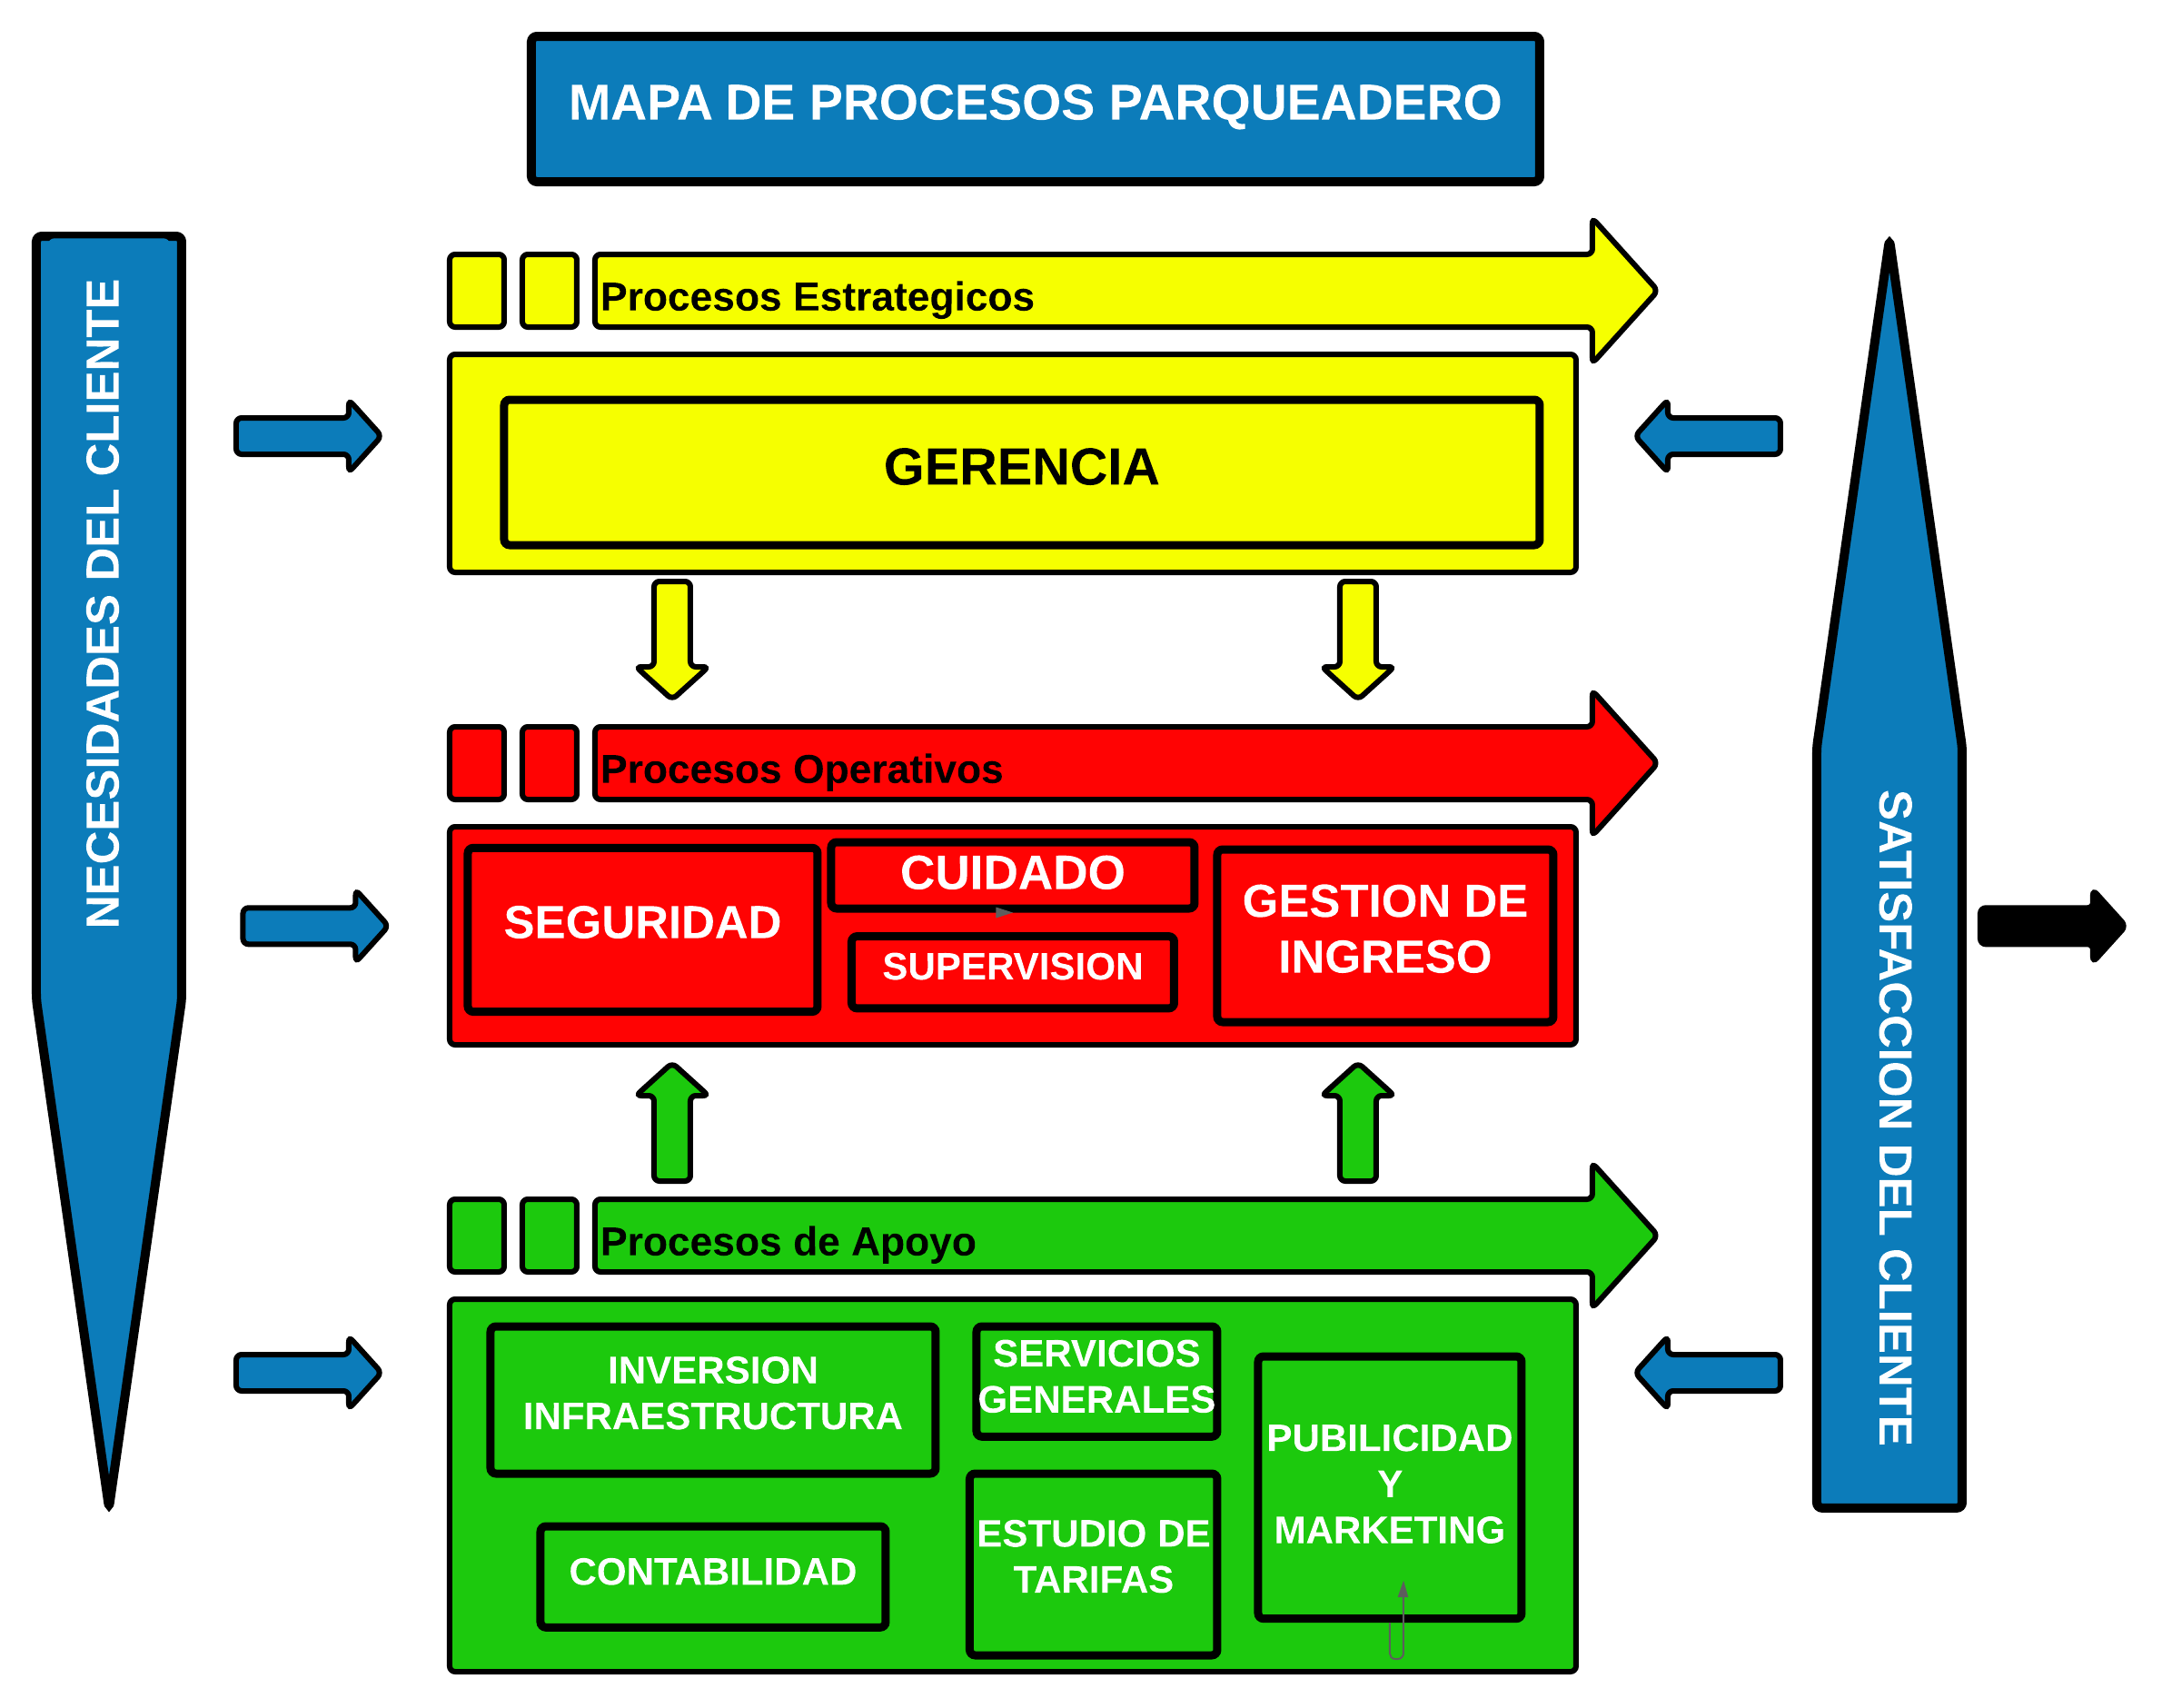 MAPA DE PROCESOS PARQUEADERO
NECESIDADES DEL CLIENTE
Procesos Estrategicos
GERENCIA
Procesos Operativos
SEGURIDAD
CUIDADO
SUPERVISION
GESTION DE
INGRESO
Procesos de Apoyo
INVERSION
INFRAESTRUCTURA
SERVICIOS
GENERALES
CONTABILIDAD
ESTUDIO DE
TARIFAS
PUBILICIDAD
Y
MARKETING
SATISFACCION DEL CLIENTE